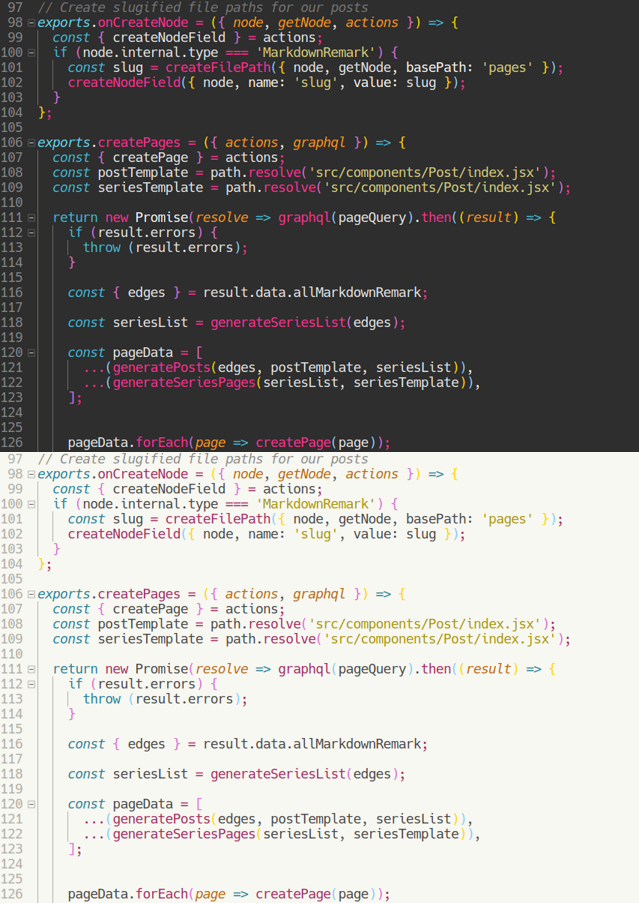 97 // Create slugified file paths for our posts
98 exports.onCreateNode = ({ node, getNode, actions }) => {
99   const { createNodeField } = actions;
100   if (node.internal.type === 'MarkdownRemark') {
101     const slug = createFilePath({ node, getNode, basePath: 'pages' });
102     createNodeField({ node, name: 'slug', value: slug });
103   }
104 };
105
106 exports.createPages = ({ actions, graphql }) => {
107   const { createPage } = actions;
108   const postTemplate = path.resolve('src/components/Post/index.jsx');
109   const seriesTemplate = path.resolve('src/components/Post/index.jsx');
110
111   return new Promise(resolve => graphql(pageQuery).then((result) => {
112     if (result.errors) {
113       throw (result.errors);
114     }
115
116     const { edges } = result.data.allMarkdownRemark;
117
118     const seriesList = generateSeriesList(edges);
119
120     const pageData = [
121       ...(generatePosts(edges, postTemplate, seriesList)),
122       ...(generateSeriesPages(seriesList, seriesTemplate)),
123     ];
124
125
126     pageData.forEach(page => createPage(page));
97 // Create slugified file paths for our posts
98 exports.onCreateNode = ({ node, getNode, actions }) => {
99   const { createNodeField } = actions;
100   if (node.internal.type === 'MarkdownRemark') {
101     const slug = createFilePath({ node, getNode, basePath: 'pages' });
102     createNodeField({ node, name: 'slug', value: slug });
103   }
104 };
105
106 exports.createPages = ({ actions, graphql }) => {
107   const { createPage } = actions;
108   const postTemplate = path.resolve('src/components/Post/index.jsx');
109   const seriesTemplate = path.resolve('src/components/Post/index.jsx');
110
111   return new Promise(resolve => graphql(pageQuery).then((result) => {
112     if (result.errors) {
113       throw (result.errors);
114     }
115
116     const { edges } = result.data.allMarkdownRemark;
117
118     const seriesList = generateSeriesList(edges);
119
120     const pageData = [
121       ...(generatePosts(edges, postTemplate, seriesList)),
122       ...(generateSeriesPages(seriesList, seriesTemplate)),
123     ];
124
125
126     pageData.forEach(page => createPage(page));